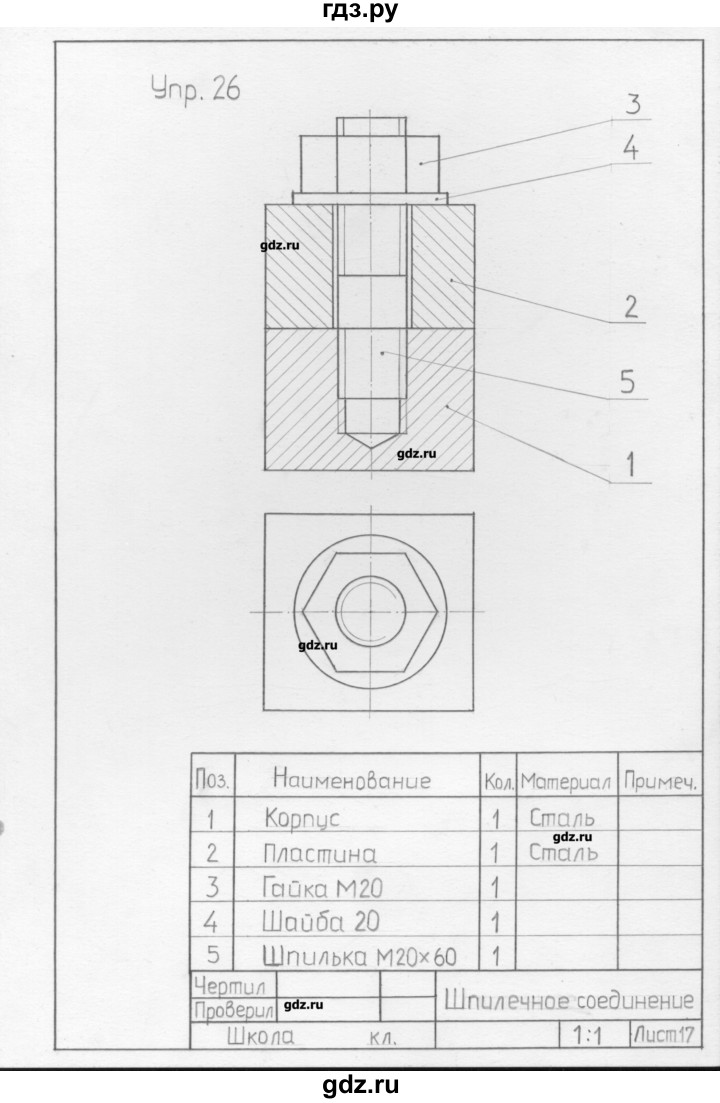 гдз.ру
Упр. 26
3
4
gdz.ru
2
5
gdz.ru
1
gdz.ru
Поз. Наименование Кол. Материал Примеч.
1 Корпус 1 Сталь
gdz.ru
2 Пластина 1 Сталь
3 Гайка М20 1
4 Шайба 20 1
5 Шпилька М20×60 1
Чертил
Проверил gdz.ru Шпилечное соединение
Школа кл. 1:1 Лист17
gdz.ru